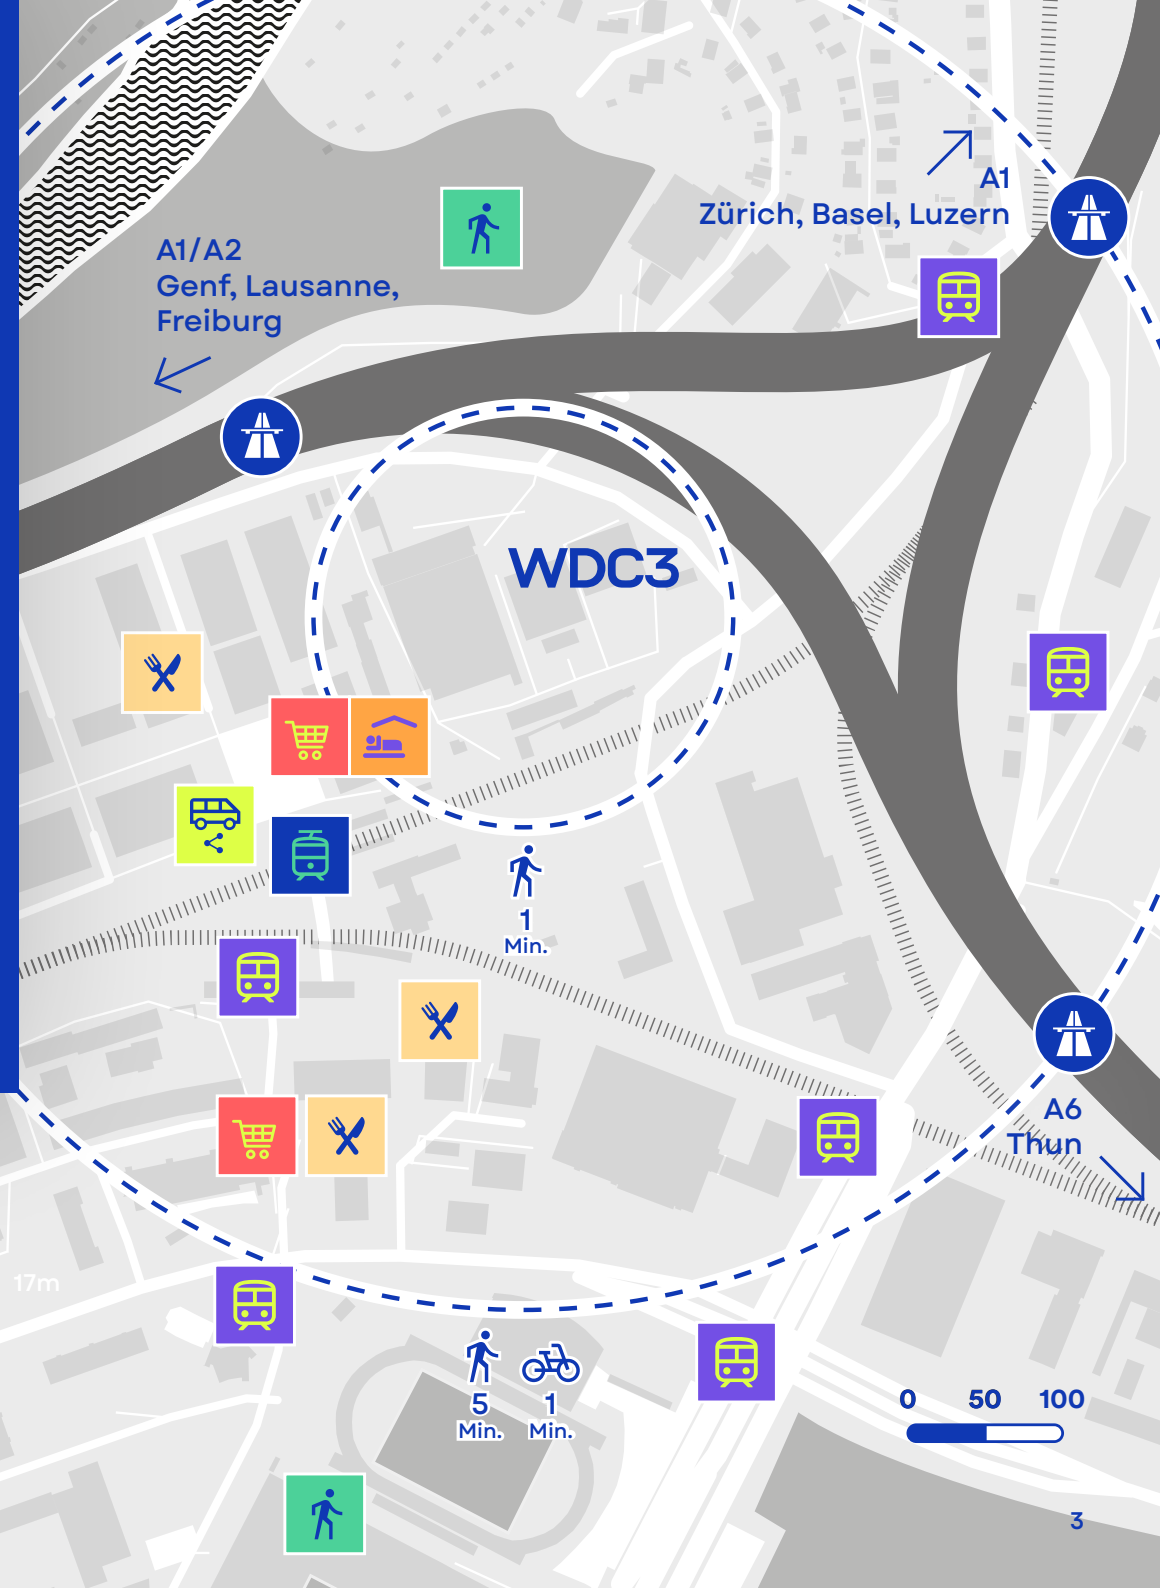 A1
Zürich, Basel, Luzern
A1/A2
Genf, Lausanne,
Freiburg
WDC3
1
Min.
A6
Thun
17m
5
Min.
1
Min.
0 50 100
3